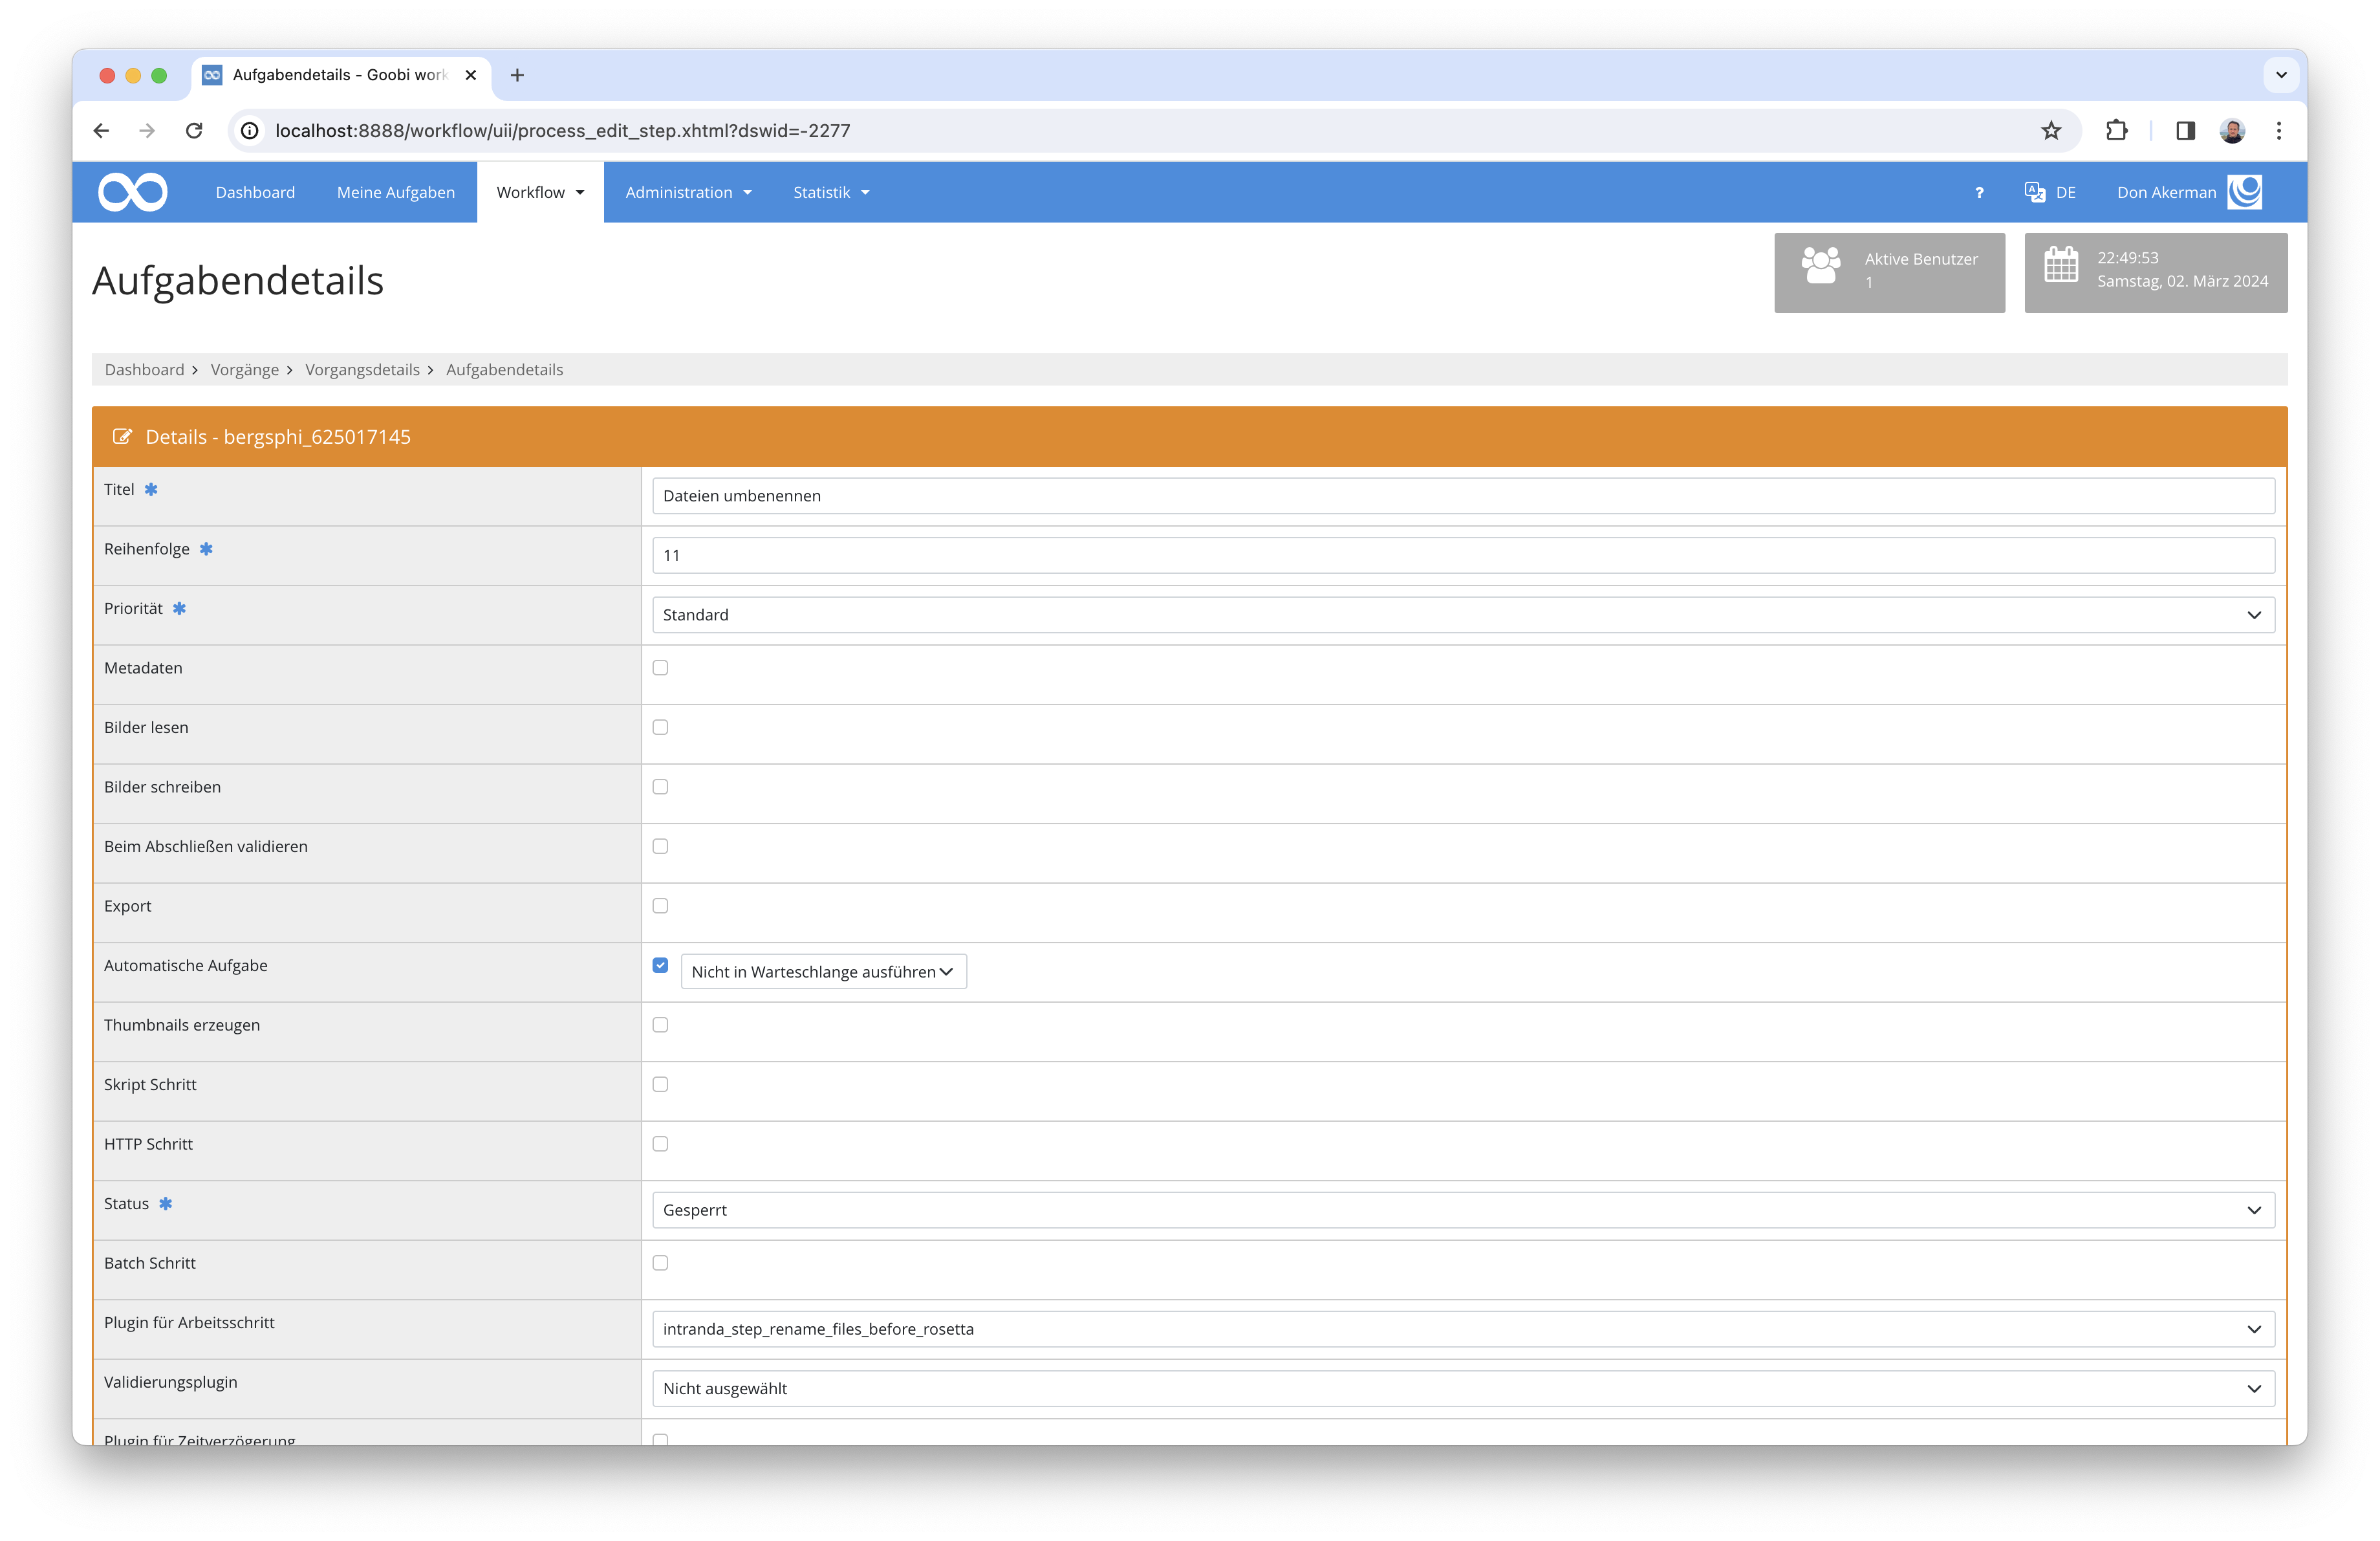 Aufgabendetails - Goobi work
localhost:8888/workflow/uii/process_edit_step.xhtml?dswid=-2277
Dashboard Meine Aufgaben Workflow Administration Statistik ? DE Don Akerman
Aufgabendetails
Aktive Benutzer
1
22:49:53
Samstag, 02. März 2024
Dashboard > Vorgänge > Vorgangsdetails > Aufgabendetails
Details - bergsphi_625017145
Titel * Dateien umbenennen
Reihenfolge * 11
Priorität * Standard
Metadaten
Bilder lesen
Bilder schreiben
Beim Abschließen validieren
Export
Automatische Aufgabe Nicht in Warteschlange ausführen
Thumbnails erzeugen
Skript Schritt
HTTP Schritt
Status * Gesperrt
Batch Schritt
Plugin für Arbeitsschritt intranda_step_rename_files_before_rosetta
Validierungsplugin Nicht ausgewählt
Plugin für Zeitverzögerung